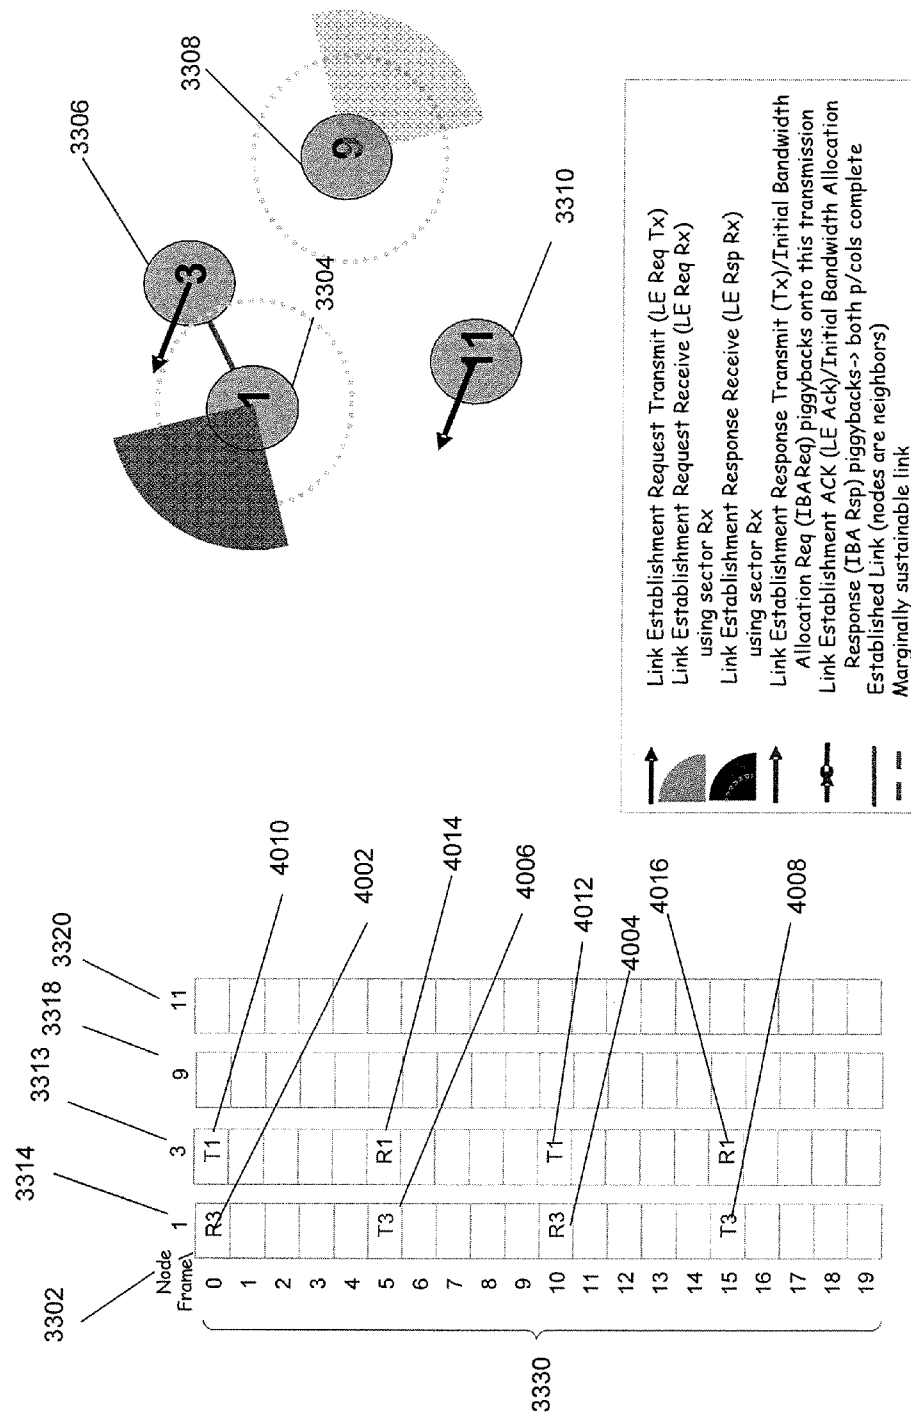 3306
3308
3
9
3304
1
3310
11
Link Establishment Request Transmit (LE Req Tx)
Link Establishment Request Receive (LE Req Rx)
using sector Rx
Link Establishment Response Receive (LE Rsp Rx)
using sector Rx
Link Establishment Response Transmit (Tx)/Initial Bandwidth
Allocation Req (IBA Req) piggybacks onto this transmission
Link Establishment ACK (LE Ack)/Initial Bandwidth Allocation
Response (IBA Rsp) piggybacks--> both p/cols complete
Established Link (nodes are neighbors)
Marginally sustainable link
3302
3314
3313
3318
3320
Node
Frame\
1
3
9
11
0
R3
T1
4010
1
2
4002
3
4
5
T3
R1
4014
6
7
4006
8
9
10
R3
T1
4012
11
4004
12
13
4016
14
15
T3
R1
16
4008
17
18
19
3330